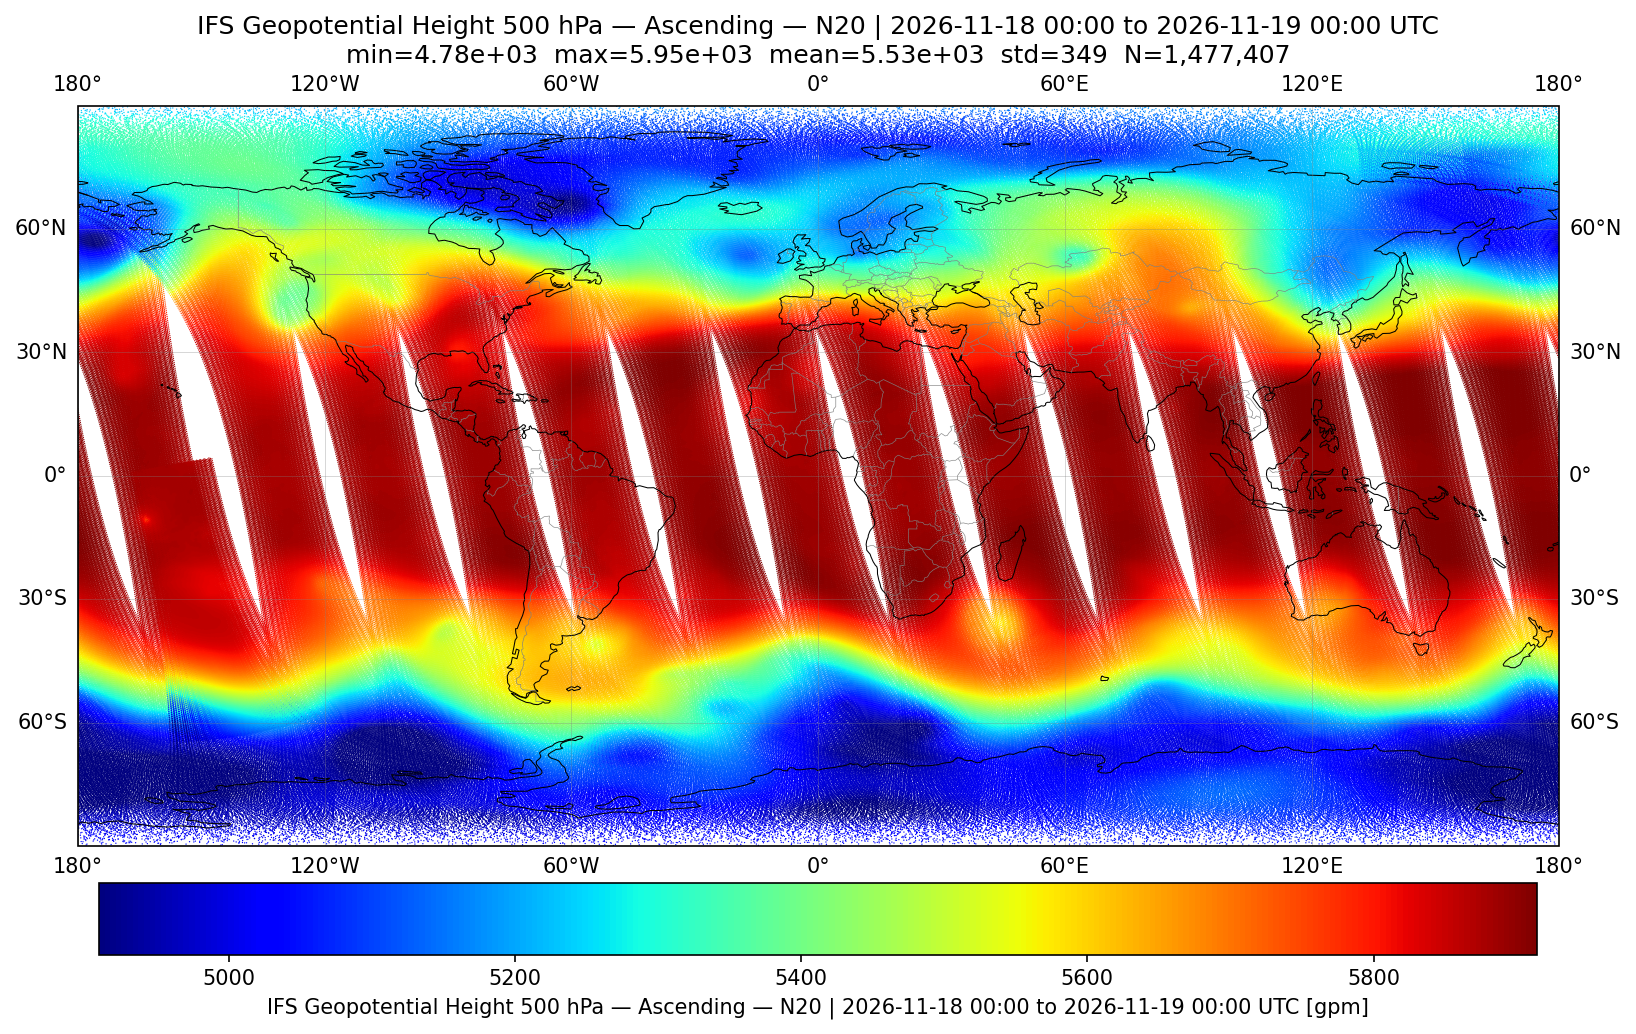 IFS Geopotential Height 500 hPa — Ascending — N20 | 2026-11-18 00:00 to 2026-11-19 00:00 UTC
min=4.78e+03  max=5.95e+03  mean=5.53e+03  std=349  N=1,477,407
180° 120°W 60°W 0° 60°E 120°E 180°
60°N 60°N
30°N 30°N
0° 0°
30°S 30°S
60°S 60°S
180° 120°W 60°W 0° 60°E 120°E 180°
5000 5200 5400 5600 5800
IFS Geopotential Height 500 hPa — Ascending — N20 | 2026-11-18 00:00 to 2026-11-19 00:00 UTC [gpm]